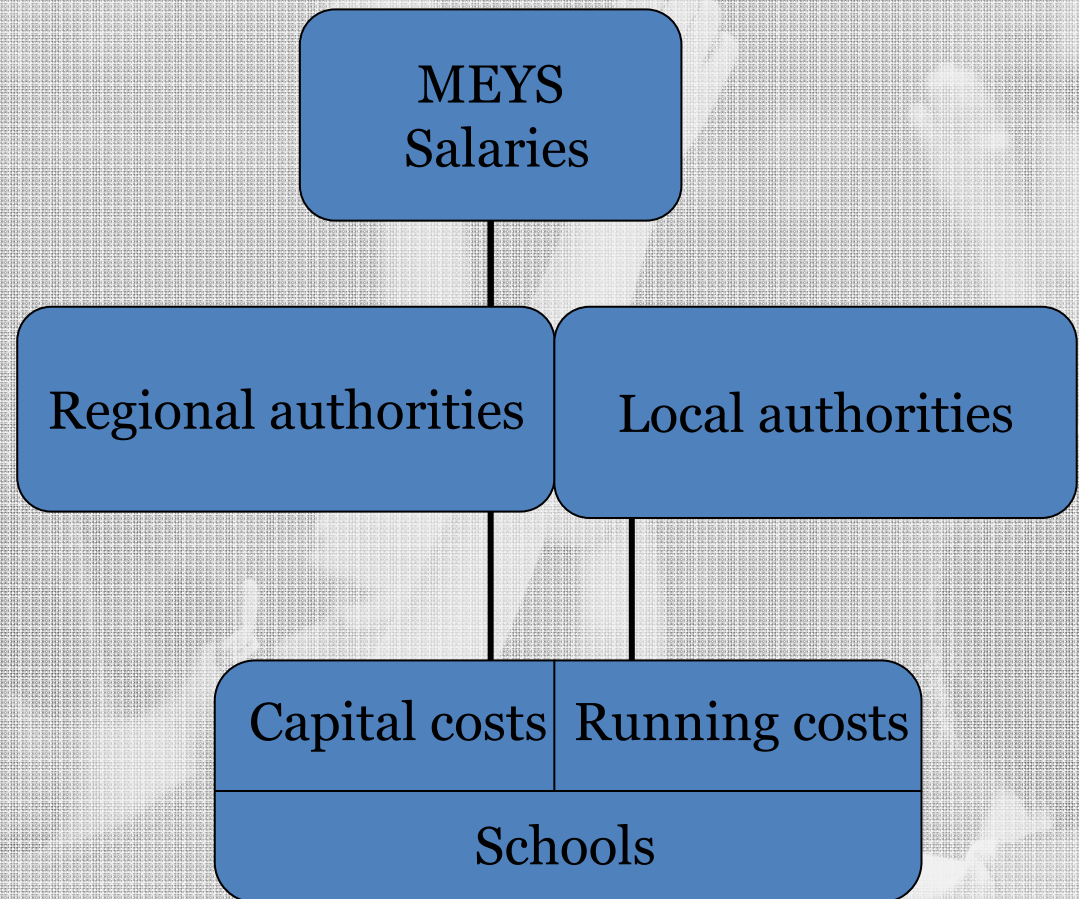 MEYS
Salaries
Regional authorities
Local authorities
Capital costs
Running costs
Schools